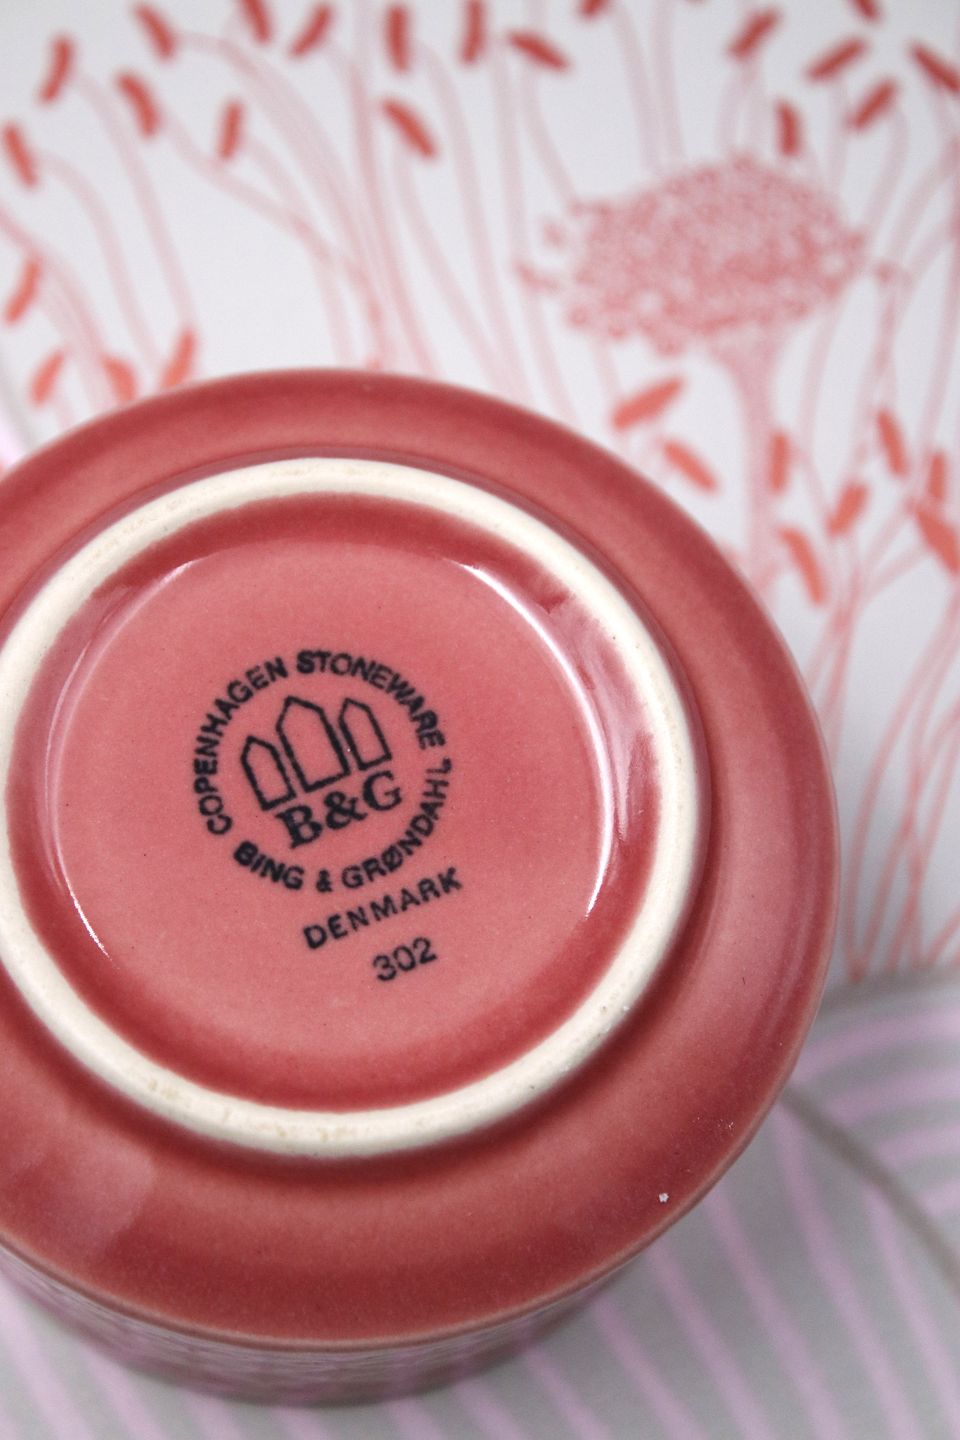 COPENHAGEN STONEWARE
B&G
BING & GRØNDAHL
DENMARK
302